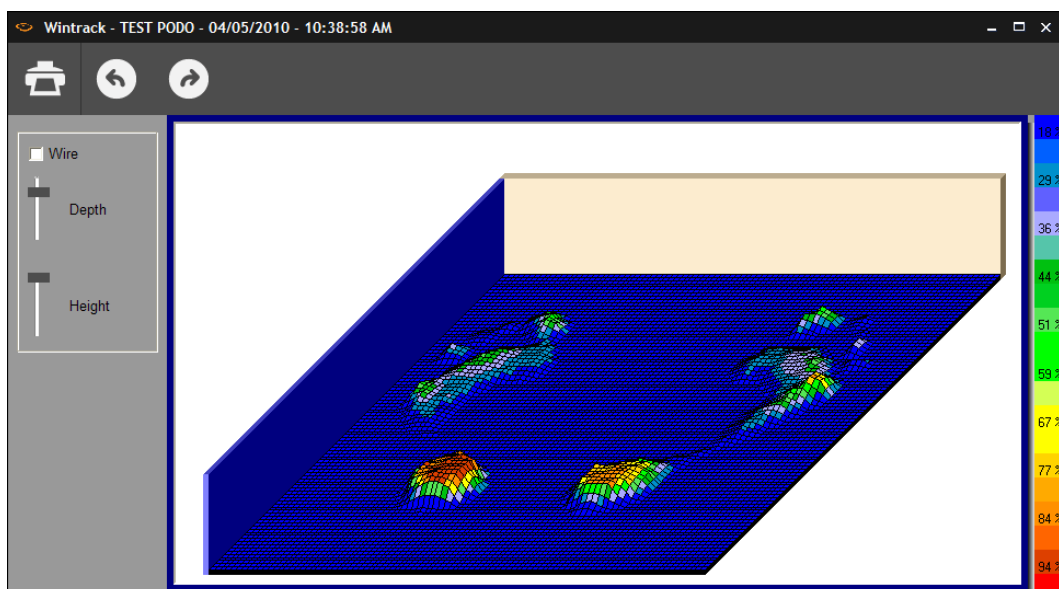 Wintrack - TEST PODO - 04/05/2010 - 10:38:58 AM
Wire
Depth
Height
29 %
36 %
44 %
51 %
59 %
67 %
77 %
84 %
94 %